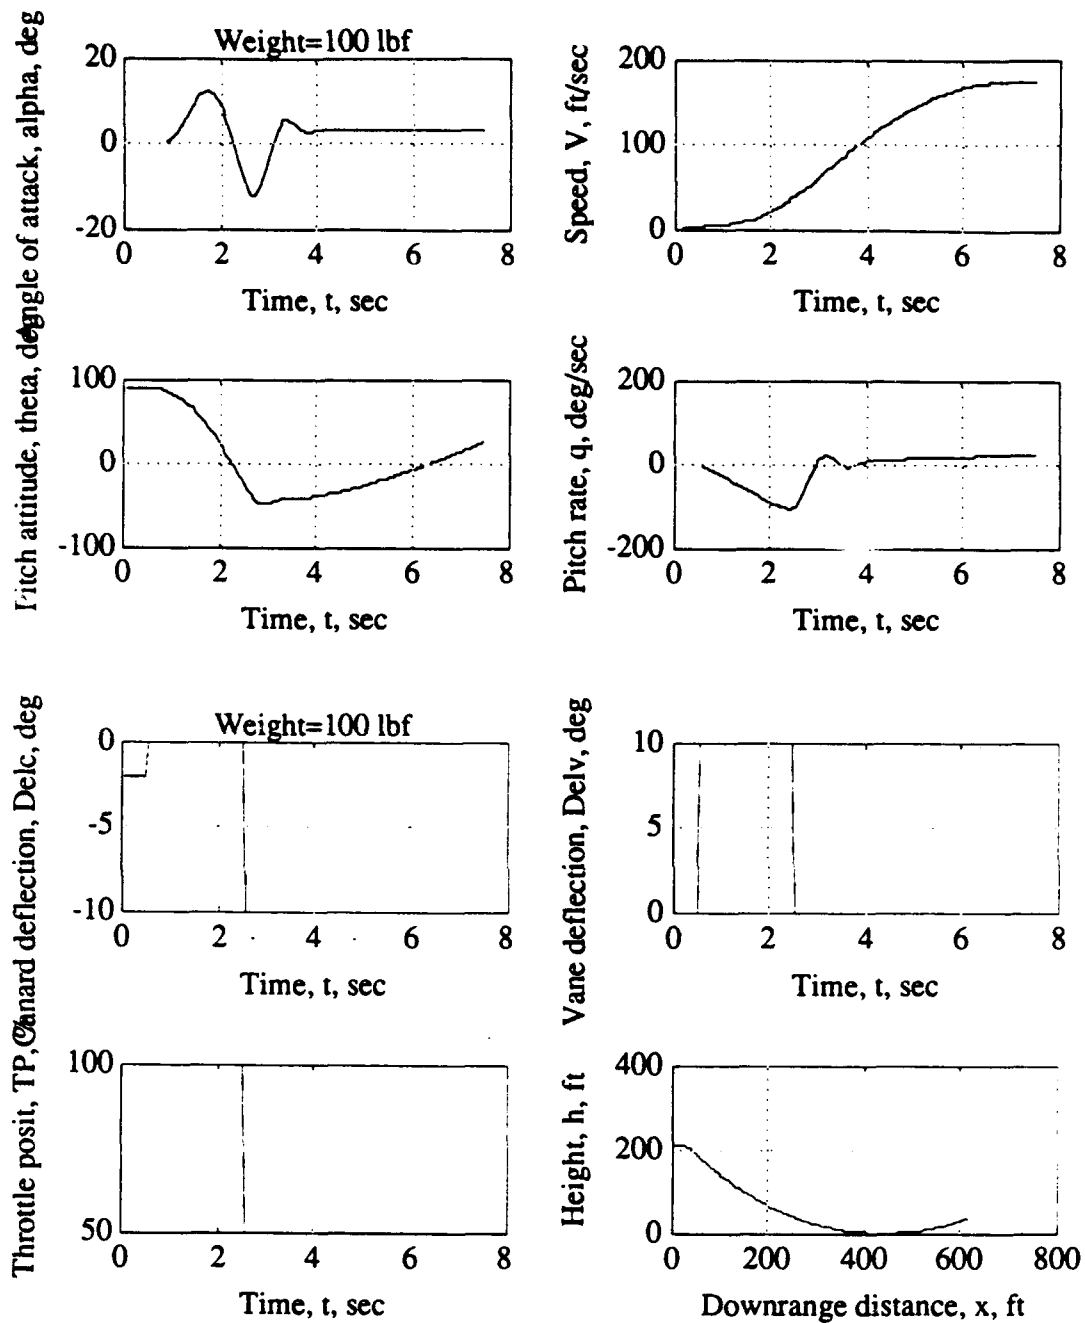 Weight=100 lbf
Angle of attack, alpha, deg
20
0
-20
0 2 4 6 8
Time, t, sec
Speed, V, ft/sec
200
100
0
0 2 4 6 8
Time, t, sec
Pitch attitude, theta, deg
100
0
-100
0 2 4 6 8
Time, t, sec
Pitch rate, q, deg/sec
200
0
-200
0 2 4 6 8
Time, t, sec
Weight=100 lbf
Canard deflection, Delc, deg
0
-5
-10
0 2 4 6 8
Time, t, sec
Vane deflection, Delv, deg
10
5
0
0 2 4 6 8
Time, t, sec
Throttle posit, TP, %
100
50
0 2 4 6 8
Time, t, sec
Height, h, ft
400
200
0
0 200 400 600 800
Downrange distance, x, ft